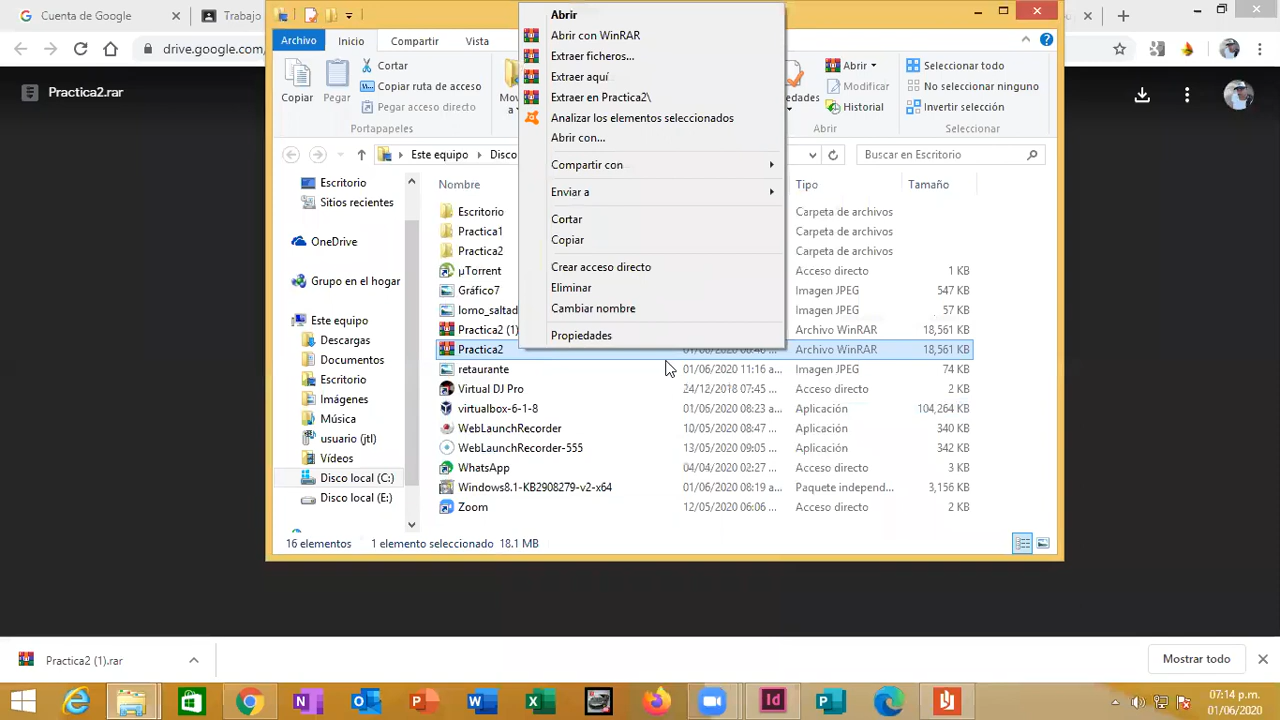 Cuenta de Google
Trabajo
drive.google.com,
Practica2.rar
Archivo
Inicio
Compartir
Vista
Copiar
Pegar
Cortar
Copiar ruta de acceso
Pegar acceso directo
Portapapeles
Abrir
Modificar
Historial
Abrir
Seleccionar todo
No seleccionar ninguno
Invertir selección
Seleccionar
Este equipo
Disco
Buscar en Escritorio
Abrir
Abrir con WinRAR
Extraer ficheros...
Extraer aquí
Extraer en Practica2\
Analizar los elementos seleccionados
Abrir con...
Compartir con
Enviar a
Cortar
Copiar
Crear acceso directo
Eliminar
Cambiar nombre
Propiedades
Escritorio
Sitios recientes
OneDrive
Grupo en el hogar
Este equipo
Descargas
Documentos
Escritorio
Imágenes
Música
usuario (jtl)
Vídeos
Disco local (C:)
Disco local (E:)
Nombre Tipo Tamaño
Escritorio Carpeta de archivos
Practica1 Carpeta de archivos
Practica2 Carpeta de archivos
µTorrent Acceso directo 1 KB
Gráfico7 Imagen JPEG 547 KB
lomo_saltad Imagen JPEG 57 KB
Practica2 (1) Archivo WinRAR 18,561 KB
Practica2 Archivo WinRAR 18,561 KB
retaurante 01/06/2020 11:16 a... Imagen JPEG 74 KB
Virtual DJ Pro 24/12/2018 07:45 ... Acceso directo 2 KB
virtualbox-6-1-8 01/06/2020 08:23 a... Aplicación 104,264 KB
WebLaunchRecorder 10/05/2020 08:47 ... Aplicación 340 KB
WebLaunchRecorder-555 13/05/2020 09:05 ... Aplicación 342 KB
WhatsApp 04/04/2020 02:27 ... Acceso directo 3 KB
Windows8.1-KB2908279-v2-x64 01/06/2020 08:19 a... Paquete independ... 3,156 KB
Zoom 12/05/2020 06:06 ... Acceso directo 2 KB
16 elementos 1 elemento seleccionado 18.1 MB
Practica2 (1).rar
Mostrar todo
07:14 p.m.
01/06/2020